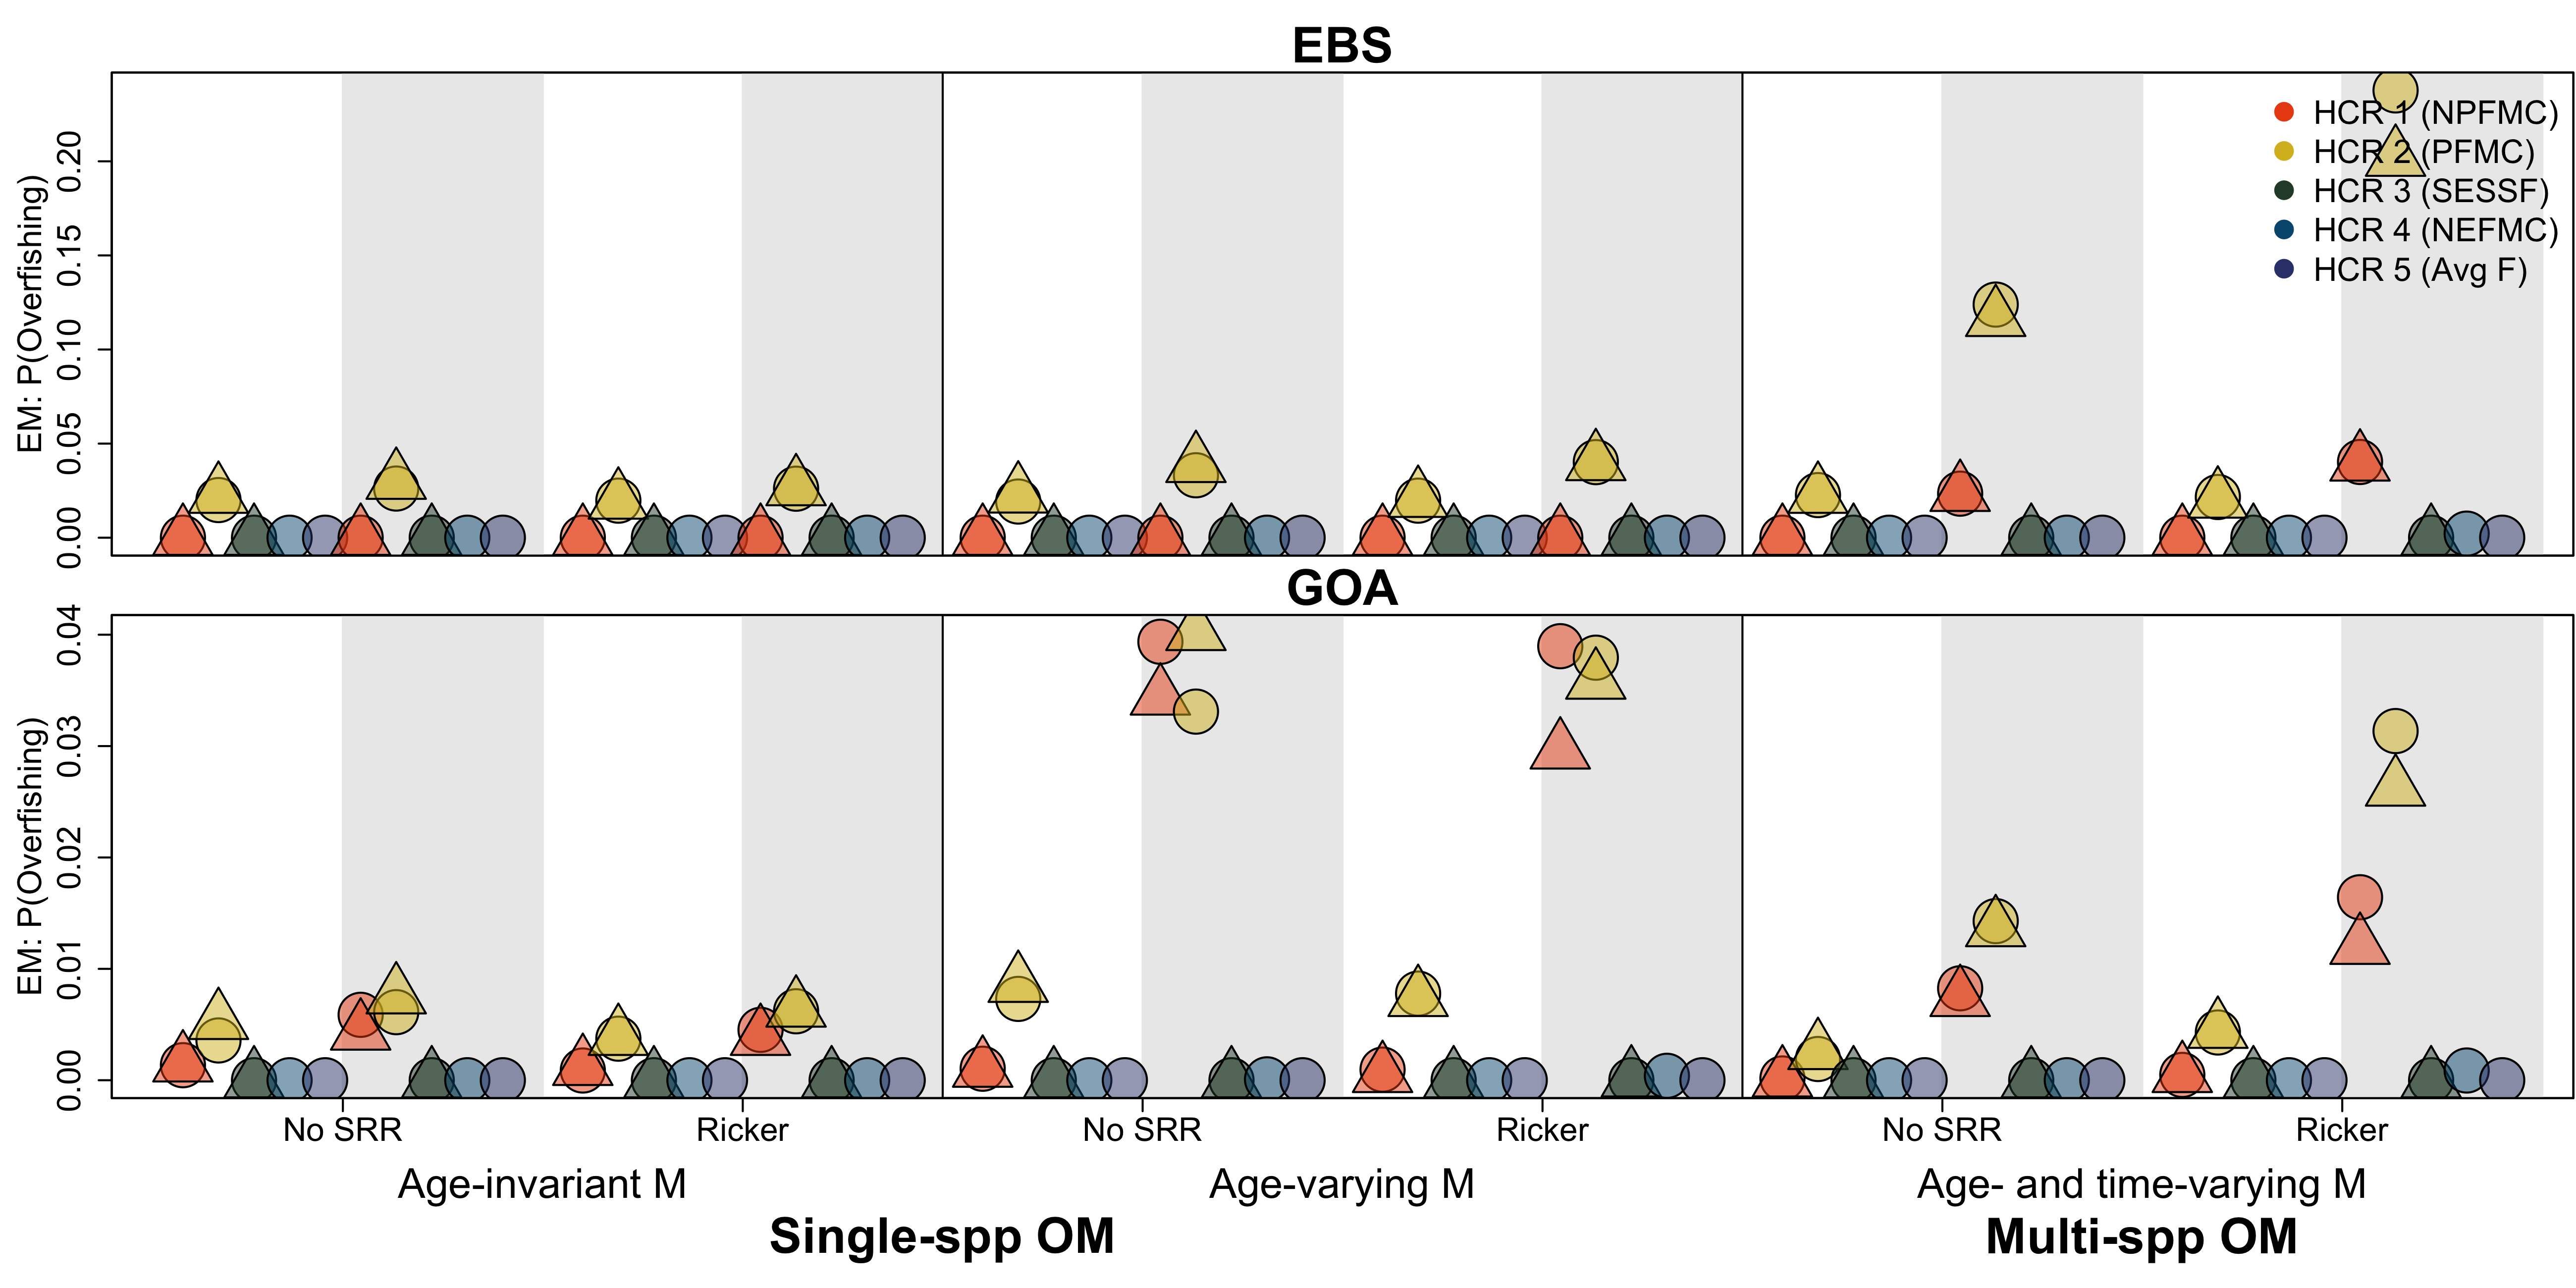 EBS
EM: P(Overfishing)
0.20
0.15
0.10
0.05
0.00
HCR 1 (NPFMC)
HCR 2 (PFMC)
HCR 3 (SESSF)
HCR 4 (NEFMC)
HCR 5 (Avg F)
GOA
EM: P(Overfishing)
0.04
0.03
0.02
0.01
0.00
No SRR Ricker No SRR Ricker No SRR Ricker
Age-invariant M Age-varying M Age- and time-varying M
Single-spp OM Multi-spp OM